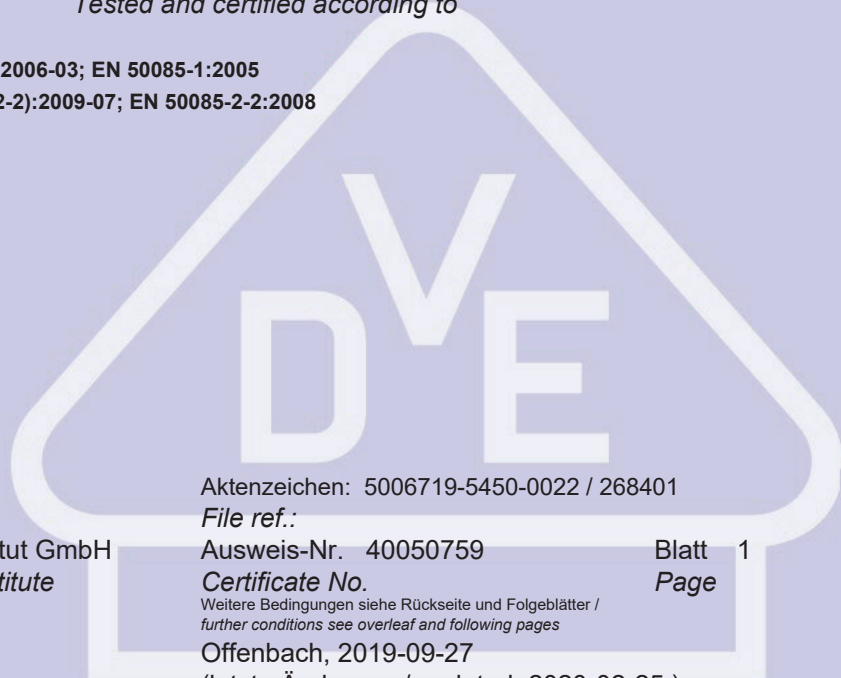 Tested and certified according to
2006-03; EN 50085-1:2005
2-2):2009-07; EN 50085-2-2:2008
VDE
Aktenzeichen: 5006719-5450-0022 / 268401
File ref.:
tut GmbH Ausweis-Nr. 40050759 Blatt 1
titute Certificate No. Page
Weitere Bedingungen siehe Rückseite und Folgeblätter /
further conditions see overleaf and following pages
Offenbach, 2019-09-27